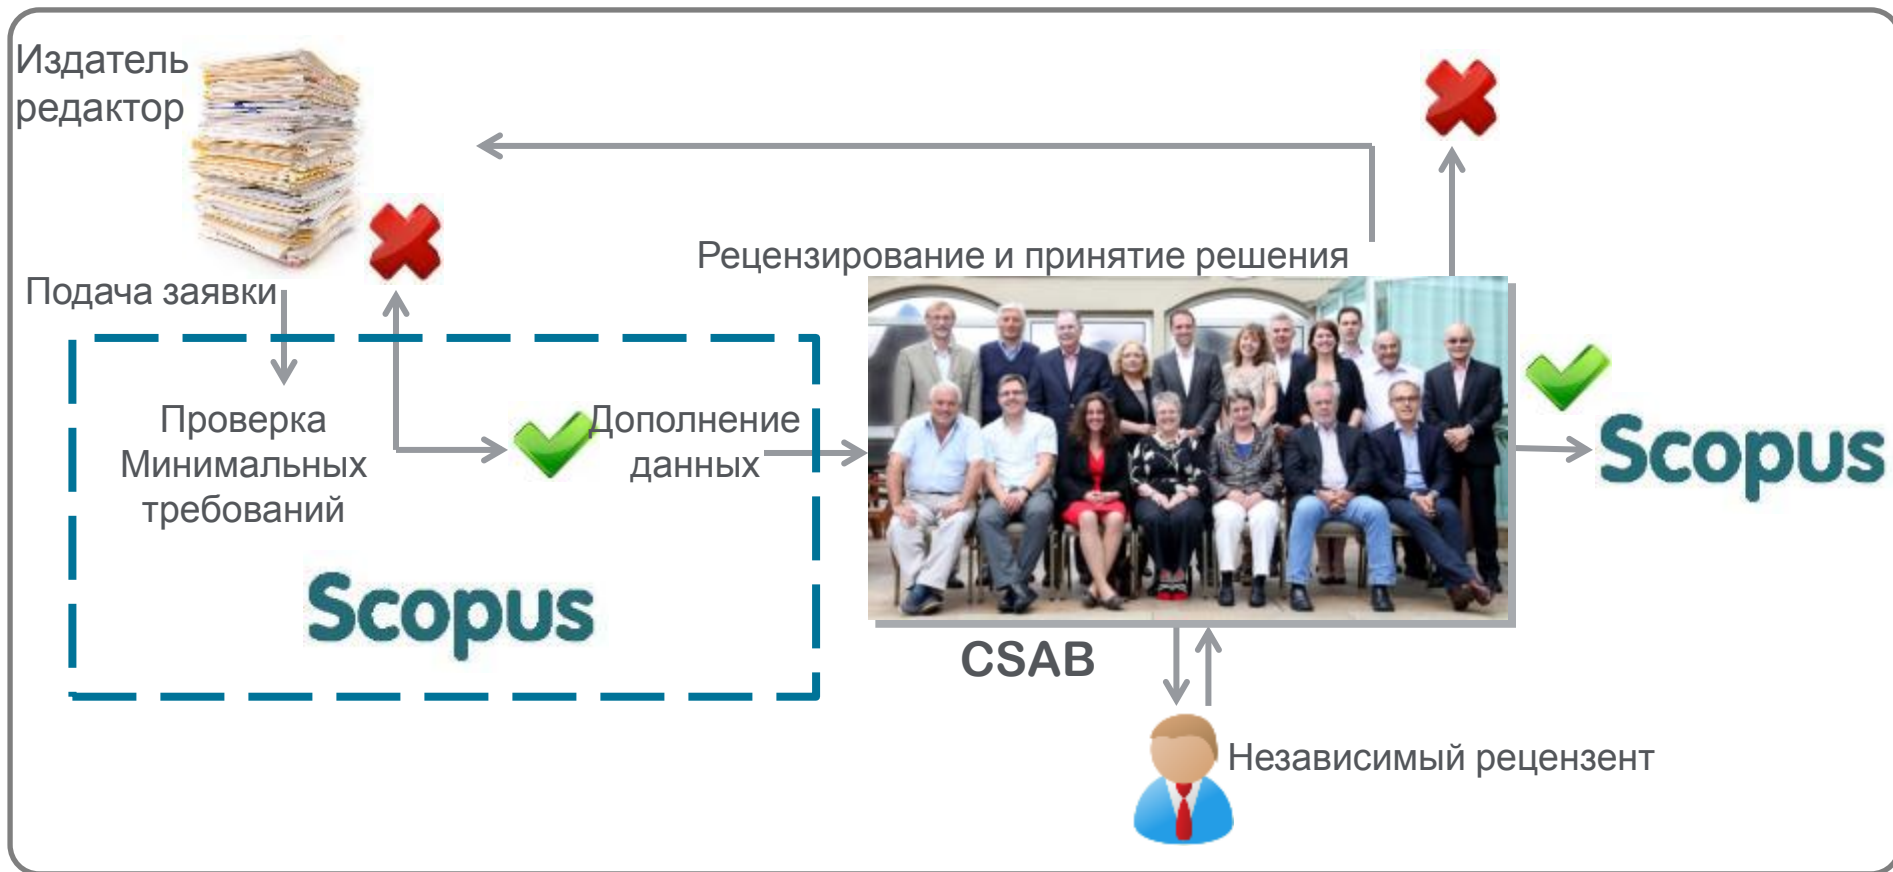 Издатель
редактор
Подача заявки
Проверка
Минимальных
требований
Дополнение
данных
Scopus
Рецензирование и принятие решения
CSAB
Независимый рецензент
Scopus